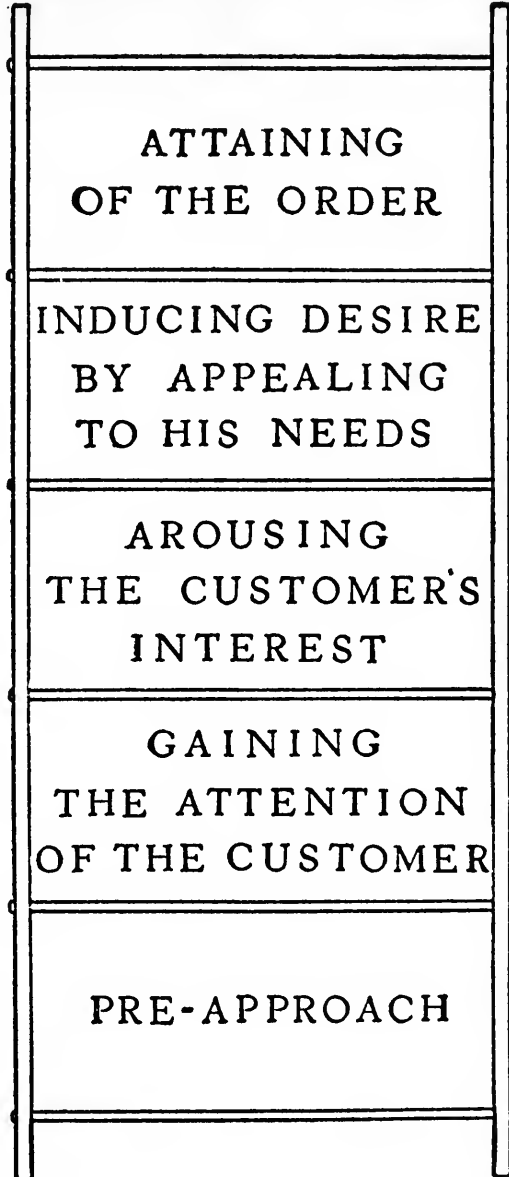 ATTAINING
OF THE ORDER
INDUCING DESIRE
BY APPEALING
TO HIS NEEDS
AROUSING
THE CUSTOMER'S
INTEREST
GAINING
THE ATTENTION
OF THE CUSTOMER
PRE-APPROACH